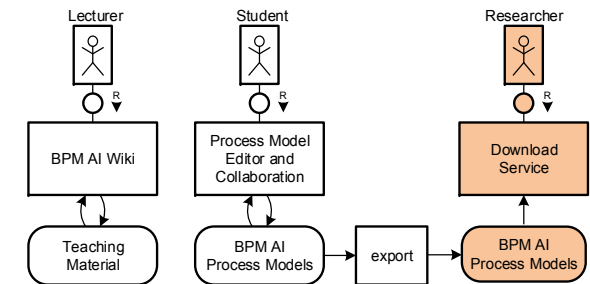 Lecturer
Student
Researcher
R
R
R
BPM AI Wiki
Process Model
Editor and
Collaboration
Download
Service
Teaching
Material
BPM AI
Process Models
export
BPM AI
Process Models